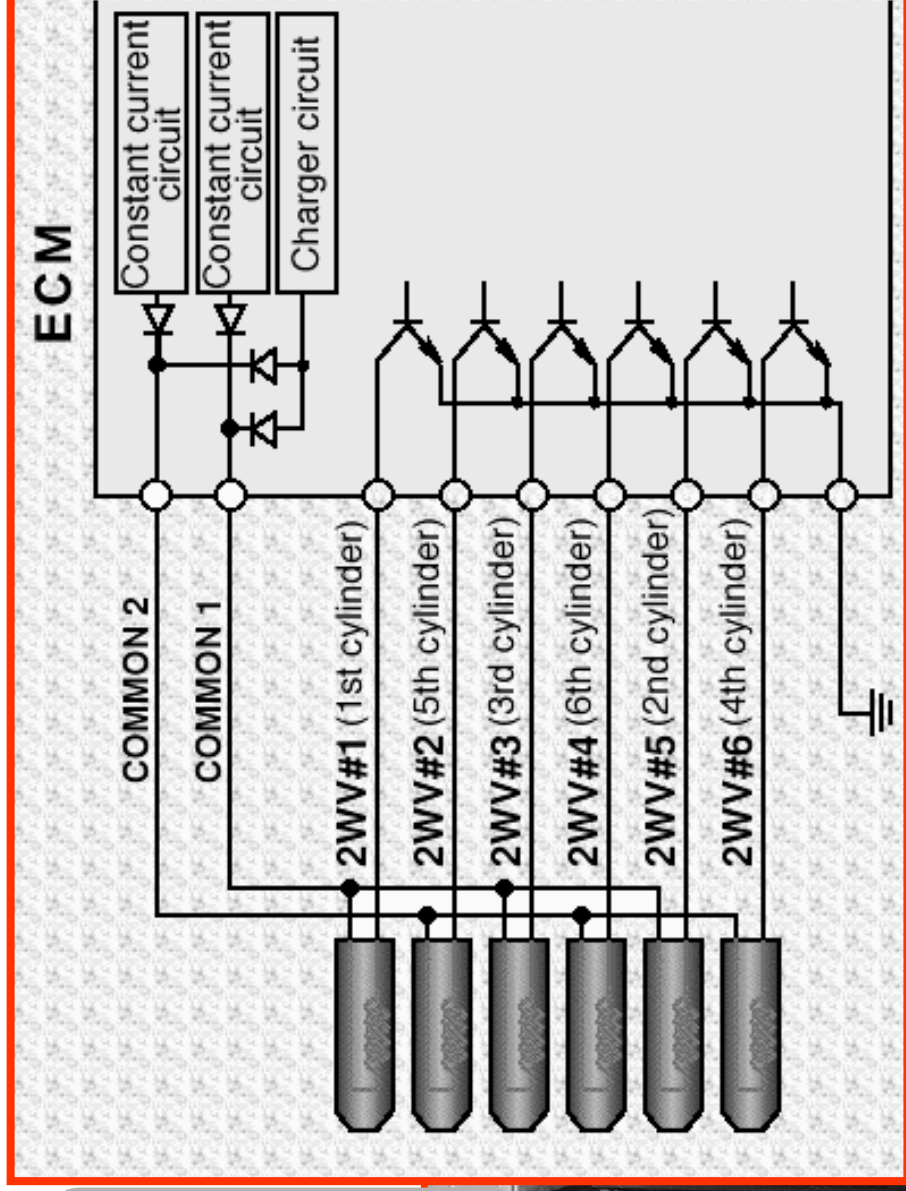 ECM
Constant current
circuit
Constant current
circuit
Charger circuit
COMMON 2
COMMON 1
2WV#1 (1st cylinder)
2WV#2 (5th cylinder)
2WV#3 (3rd cylinder)
2WV#4 (6th cylinder)
2WV#5 (2nd cylinder)
2WV#6 (4th cylinder)